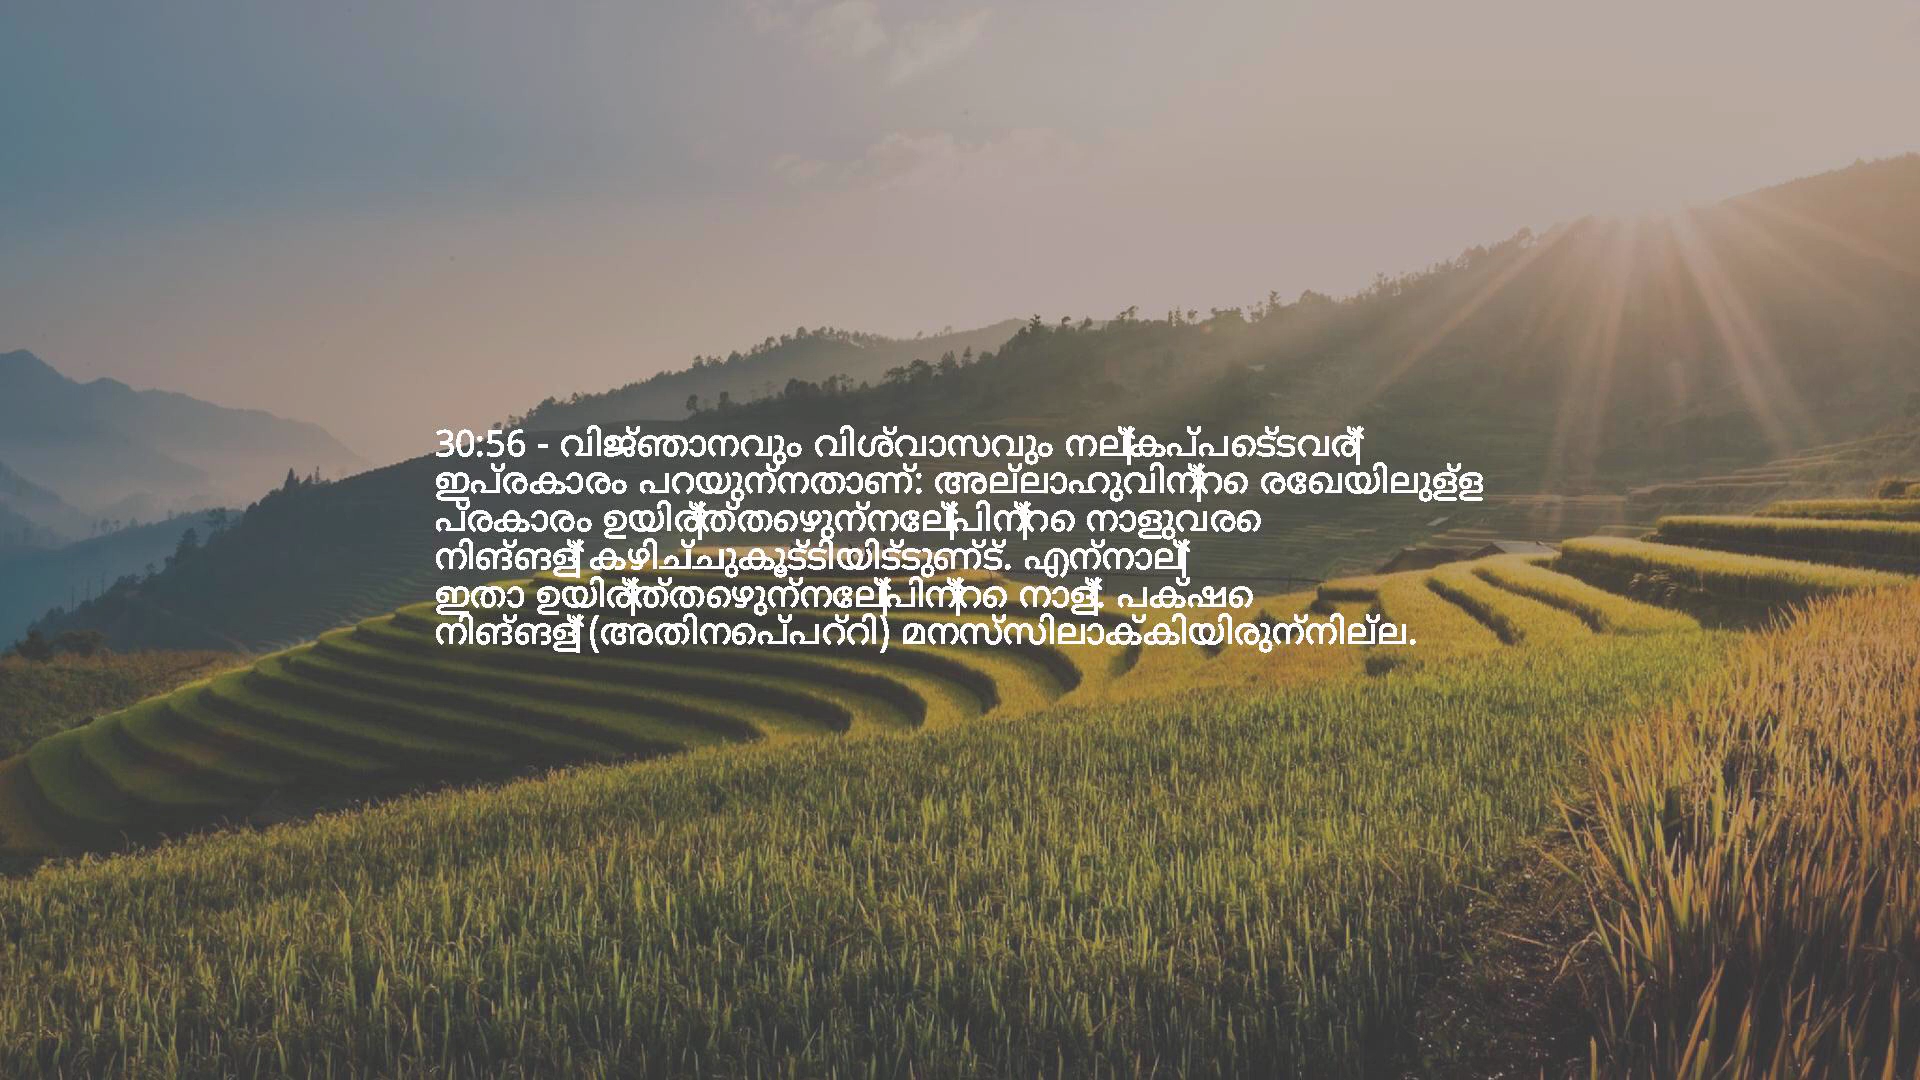 30:56 - വിജ്ഞാനവും വിശ്വാസവും നല്‍കപ്പെട്ടവര്‍
ഇപ്രകാരം പറയുന്നതാണ്: അല്ലാഹുവിന്‍റെ രേഖയിലുള്ള
പ്രകാരം ഉയിര്‍ത്തെഴുന്നേല്‍പിന്‍റെ നാളുവരെ
നിങ്ങള്‍ കഴിച്ചുകൂട്ടിയിട്ടുണ്ട്. എന്നാല്‍
ഇതാ ഉയിര്‍ത്തെഴുന്നേല്‍പിന്‍റെ നാള്‍. പക്ഷെ
നിങ്ങള്‍ (അതിനെപ്പറ്റി) മനസ്സിലാക്കിയിരുന്നില്ല.